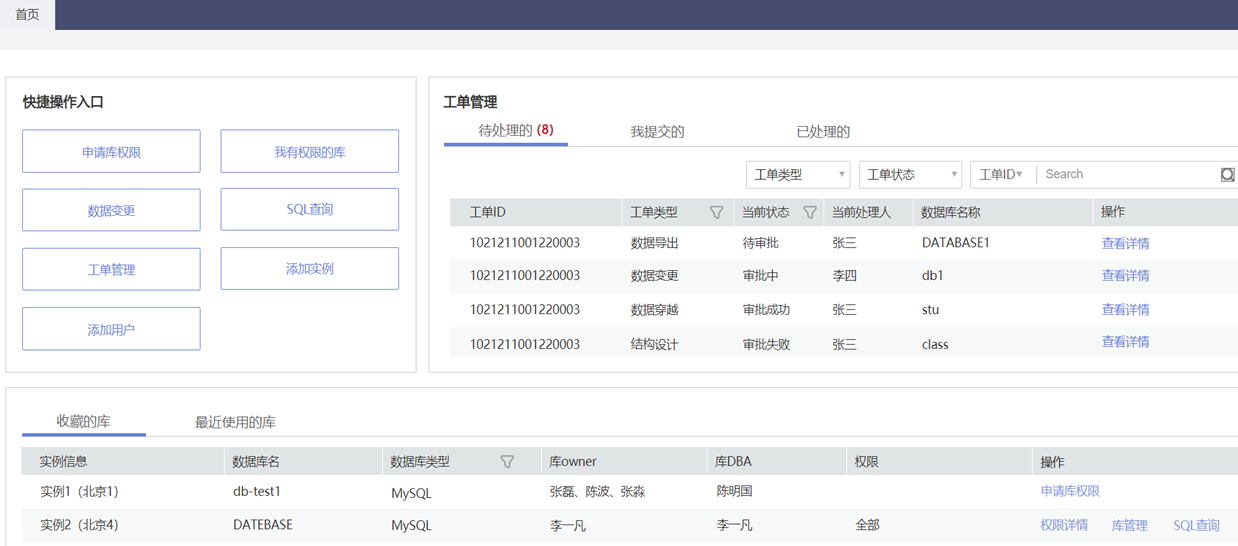 首页
快捷操作入口
申请库权限 我有权限的库
数据变更 SQL查询
工单管理 添加实例
添加用户
工单管理
待处理的 (8) 我提交的 已处理的
工单类型 工单状态 工单ID Search
工单ID 工单类型 当前状态 当前处理人 数据库名称 操作
1021211001220003 数据导出 待审批 张三 DATABASE1 查看详情
1021211001220003 数据变更 审批中 李四 db1 查看详情
1021211001220003 数据穿越 审批成功 张三 stu 查看详情
1021211001220003 结构设计 审批失败 张三 class 查看详情
收藏的库 最近使用的库
实例信息 数据库名 数据库类型 库owner 库DBA 权限 操作
实例1（北京1） db-test1 MySQL 张磊、陈波、张淼 陈明国 申请库权限
实例2（北京4） DATEBASE MySQL 李一凡 李一凡 全部 权限详情 库管理 SQL查询